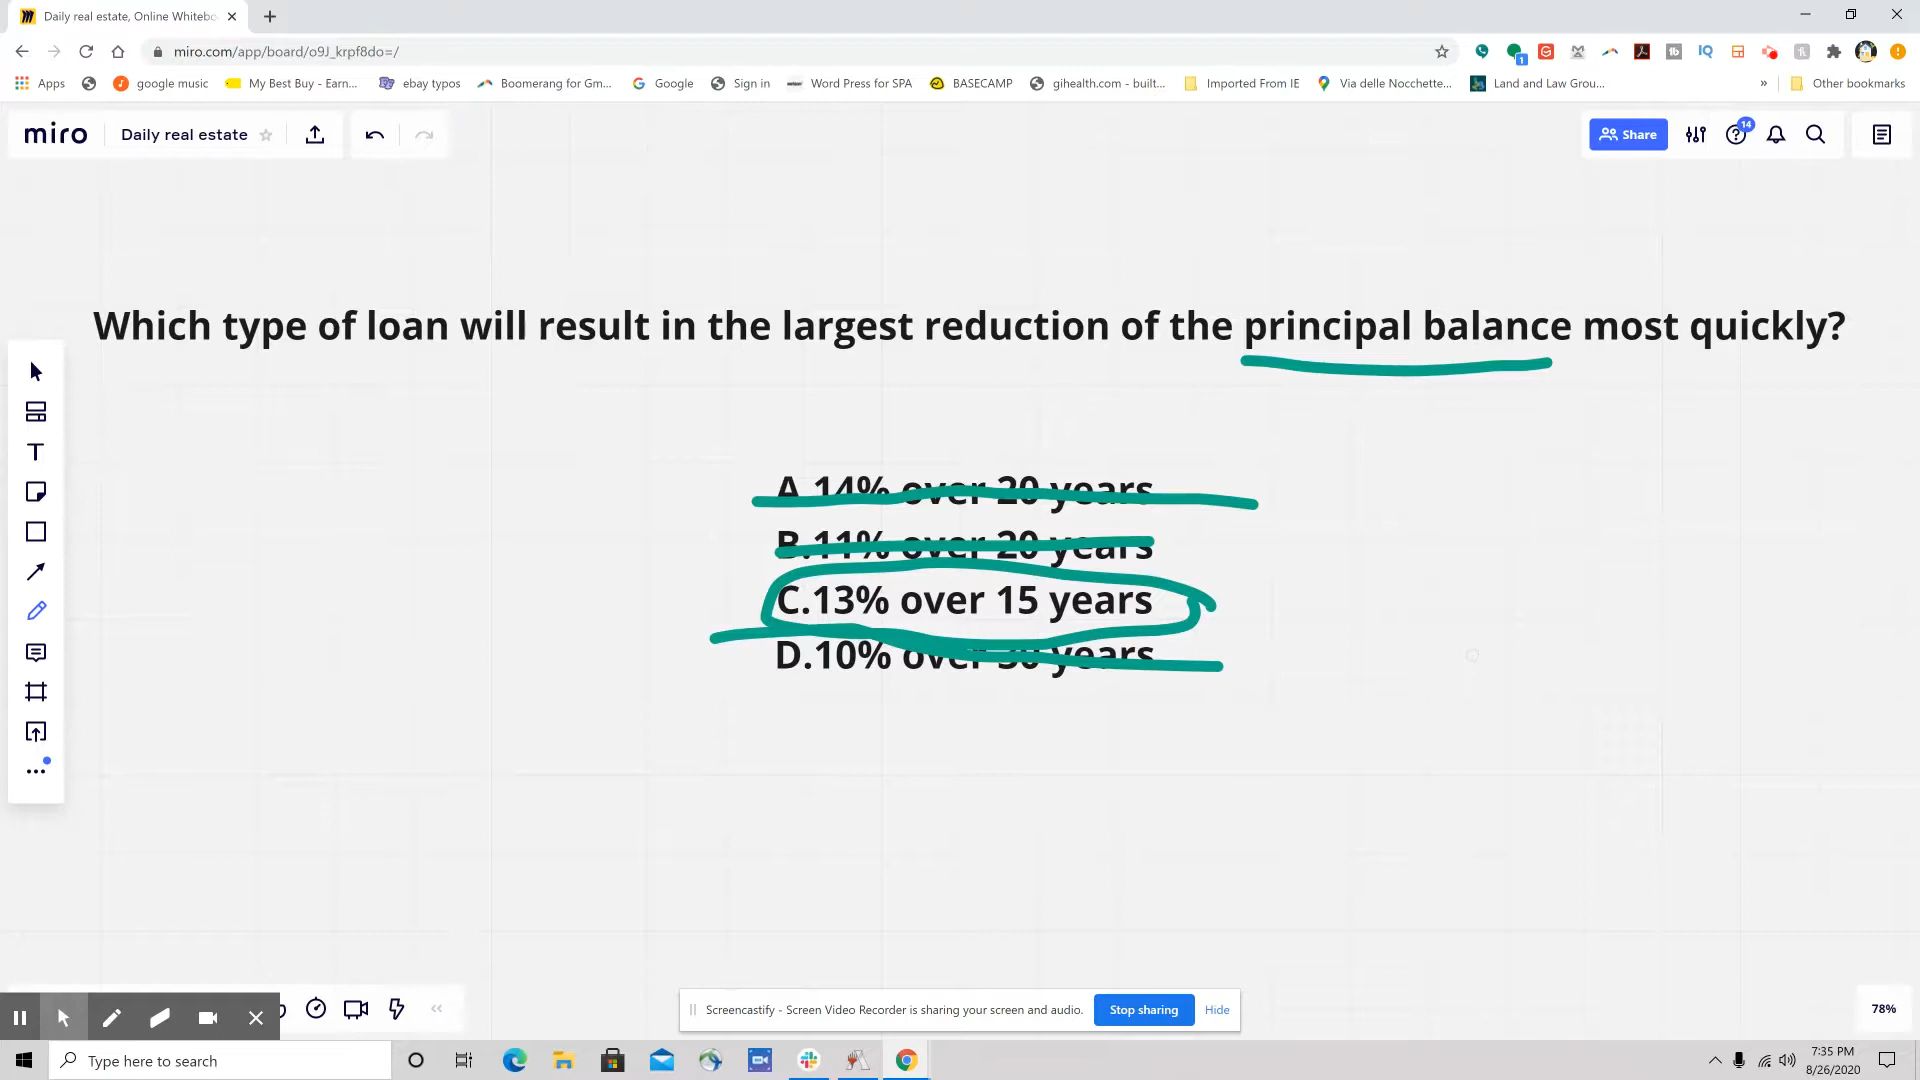 Daily real estate, Online Whitebo
miro.com/app/board/o9J_krpf8do=/
Apps
google music
My Best Buy - Earn...
ebay typos
Boomerang for Gm...
Google
Sign in
Word Press for SPA
BASECAMP
gihealth.com - built...
Imported From IE
Via delle Nocchette...
Land and Law Grou...
»
Other bookmarks
miro
Daily real estate
Share
14
Which type of loan will result in the largest reduction of the principal balance most quickly?
A.14% over 20 years
B.11% over 20 years
C.13% over 15 years
D.10% over 30 years
T
Screencastify - Screen Video Recorder is sharing your screen and audio.
Stop sharing
Hide
78%
Type here to search
7:35 PM
8/26/2020